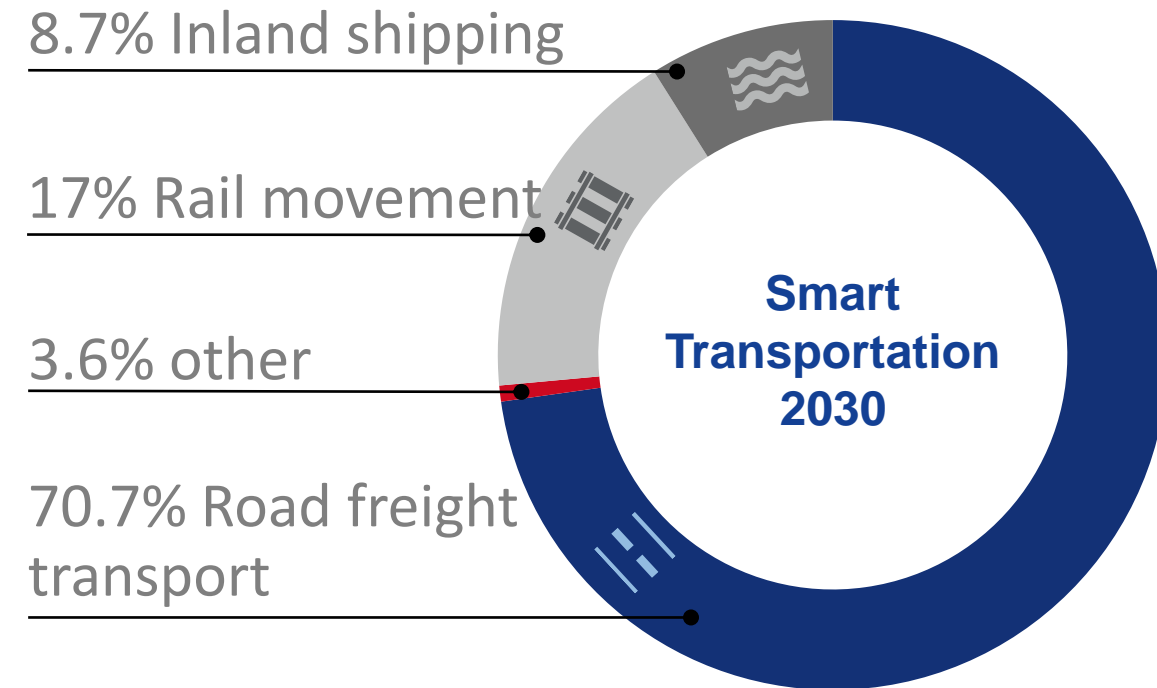 8.7% Inland shipping
17% Rail movement
3.6% other
70.7% Road freight
transport
Smart
Transportation
2030